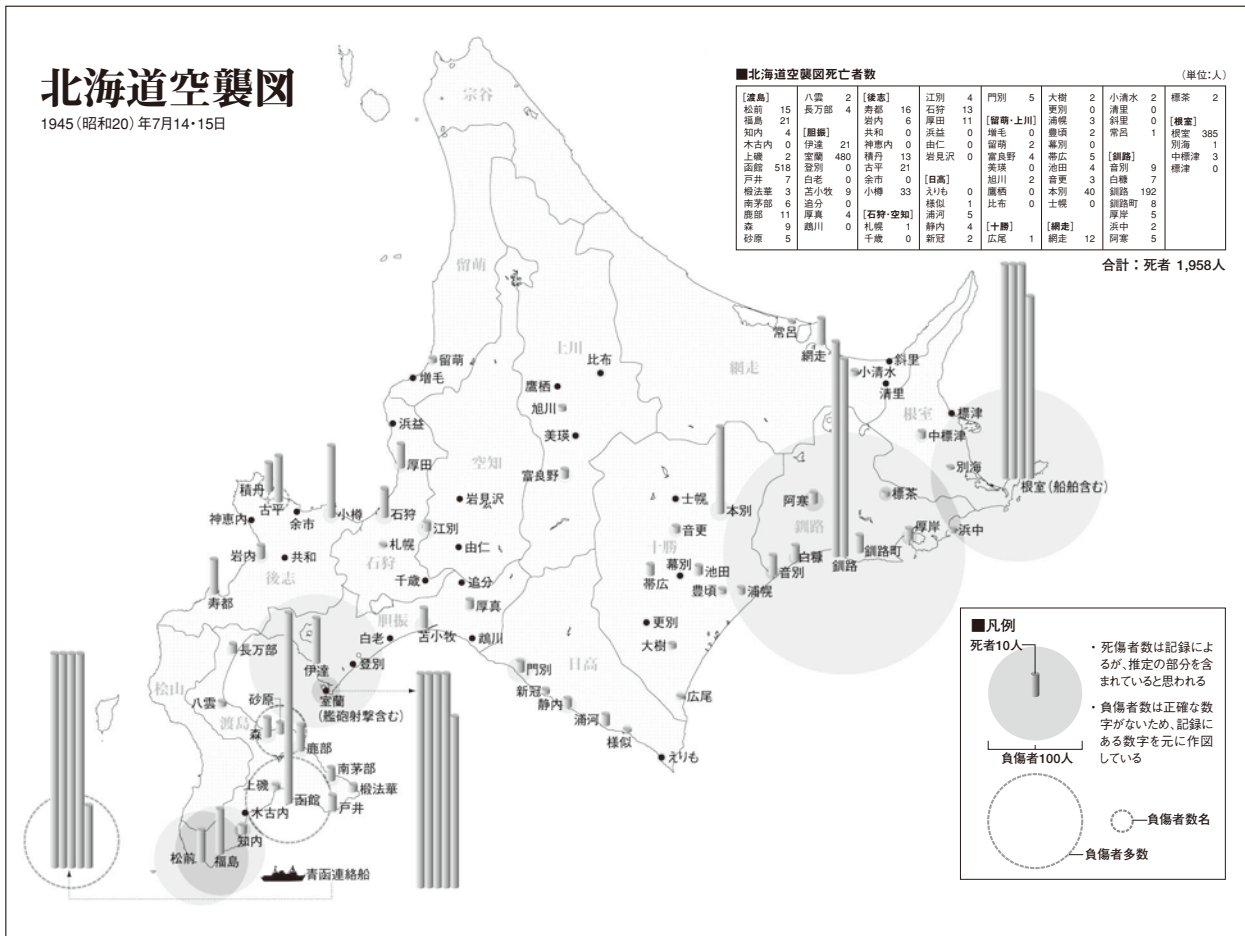 北海道空襲図
1945（昭和20）年7月14・15日
■北海道空襲図死亡者数
（単位：人）
［渡島］
松前 15
福島 21
知内 4
木古内 0
上磯 2
函館 518
戸井 7
椴法華 3
南茅部 6
鹿部 11
森 9
砂原 5
八雲 2
長万部 4
［胆振］
伊達 21
室蘭 480
登別 0
白老 0
苫小牧 9
追分 0
厚真 4
鵡川 0
［後志］
寿都 16
岩内 6
共和 0
神恵内 0
積丹 13
古平 21
余市 0
小樽 33
［石狩・空知］
札幌 1
千歳 0
江別 4
石狩 13
厚田 11
浜益 0
由仁 0
岩見沢 0
［日高］
えりも 0
様似 1
浦河 5
静内 4
新冠 2
門別 5
［留萌・上川］
増毛 0
留萌 2
富良野 4
美瑛 0
旭川 2
鷹栖 0
比布 0
［十勝］
広尾 1
大樹 2
更別 0
浦幌 3
豊頃 2
幕別 0
帯広 5
池田 4
音更 3
本別 40
士幌 0
［網走］
網走 12
小清水 2
清里 0
斜里 0
常呂 1
［釧路］
音別 9
白糠 7
釧路 192
釧路町 8
厚岸 5
浜中 2
阿寒 5
標茶 2
［根室］
根室 385
別海 1
中標津 3
標津 0
合計：死者 1,958人
宗谷
留萌
上川
網走
常呂
網走
斜里
小清水
清里
根室
標津
中標津
別海
根室（船舶含む）
留萌
増毛
比布
鷹栖
旭川
美瑛
浜益
厚田
空知
富良野
積丹
古平
余市
小樽
石狩
神恵内
岩見沢
江別
士幌
本別
阿寒
標茶
釧路
厚岸
浜中
音更
岩内
共和
札幌
由仁
石狩
後志
十勝
幕別
池田
帯広
白糠
釧路
釧路町
音別
寿都
千歳
追分
豊頃
浦幌
厚真
胆振
苫小牧
白老
鵡川
更別
大樹
長万部
伊達
登別
日高
門別
新冠
静内
広尾
桧山
八雲
砂原
室蘭
（艦砲射撃含む）
浦河
様似
えりも
渡島
森
鹿部
南茅部
上磯
函館
椴法華
戸井
木古内
知内
松前
福島
青函連絡船
■凡例
死者10人
負傷者100人
・死傷者数は記録によ
るが、推定の部分を含
まれていると思われる
・負傷者数は正確な数
字がないため、記録に
ある数字を元に作図
している
負傷者数名
負傷者多数